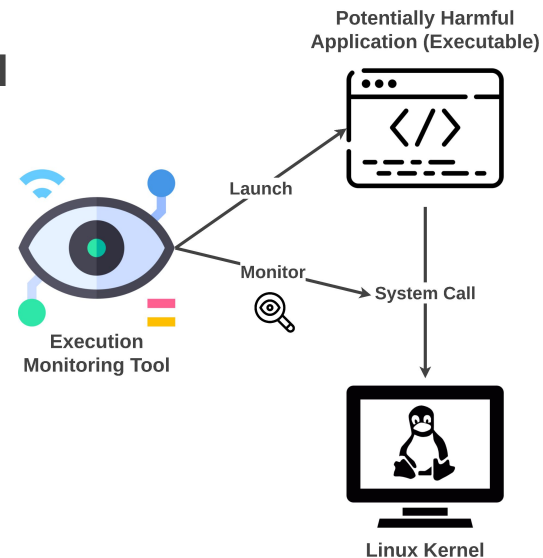 Potentially Harmful
Application (Executable)
Launch
Monitor
System Call
Execution
Monitoring Tool
Linux Kernel